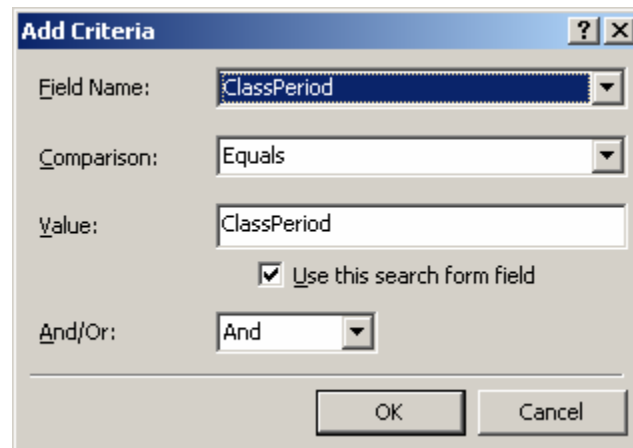 Add Criteria
Field Name: ClassPeriod
Comparison: Equals
Value: ClassPeriod
Use this search form field
And/Or: And
OK Cancel